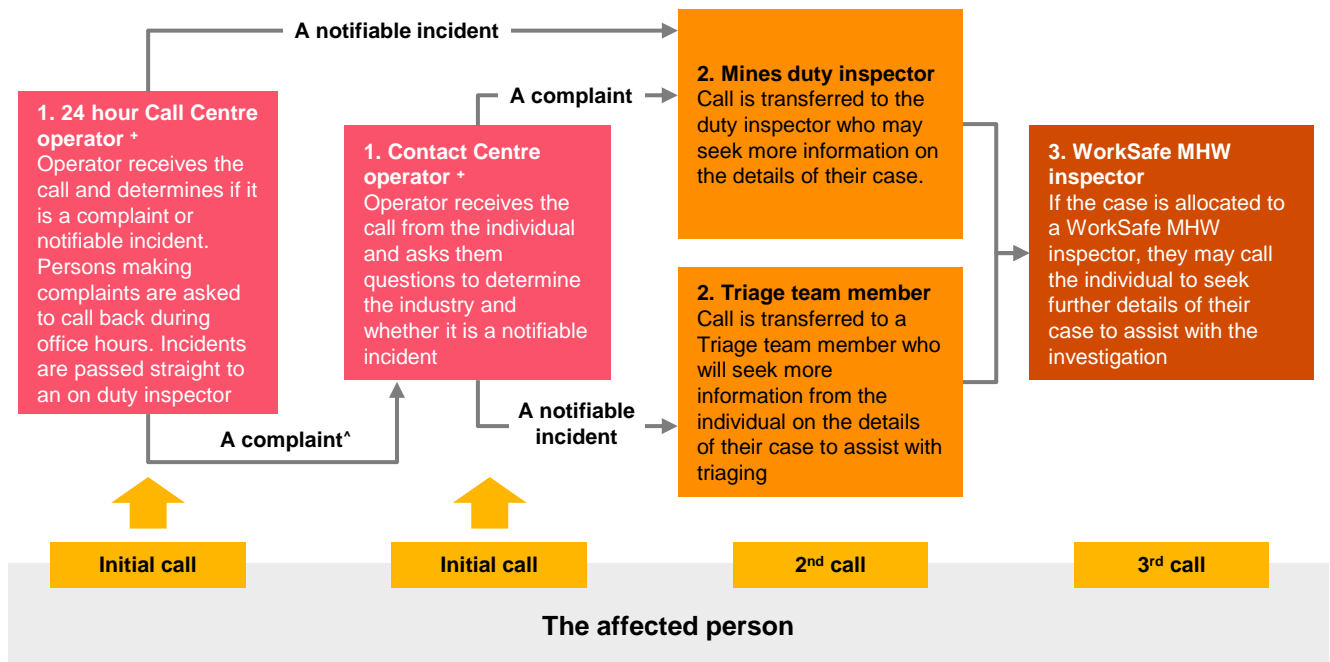 A notifiable incident
1. 24 hour Call Centre
operator +
Operator receives the
call and determines if it
is a complaint or
notifiable incident.
Persons making
complaints are asked
to call back during
office hours. Incidents
are passed straight to
an on duty inspector
A complaint^
1. Contact Centre
operator +
Operator receives the
call from the individual
and asks them
questions to determine
the industry and
whether it is a notifiable
incident
A complaint
A notifiable
incident
2. Mines duty inspector
Call is transferred to the
duty inspector who may
seek more information on
the details of their case.
2. Triage team member
Call is transferred to a
Triage team member who
will seek more
information from the
individual on the details
of their case to assist with
triaging
3. WorkSafe MHW
inspector
If the case is allocated to
a WorkSafe MHW
inspector, they may call
the individual to seek
further details of their
case to assist with the
investigation
Initial call
Initial call
2nd call
3rd call
The affected person